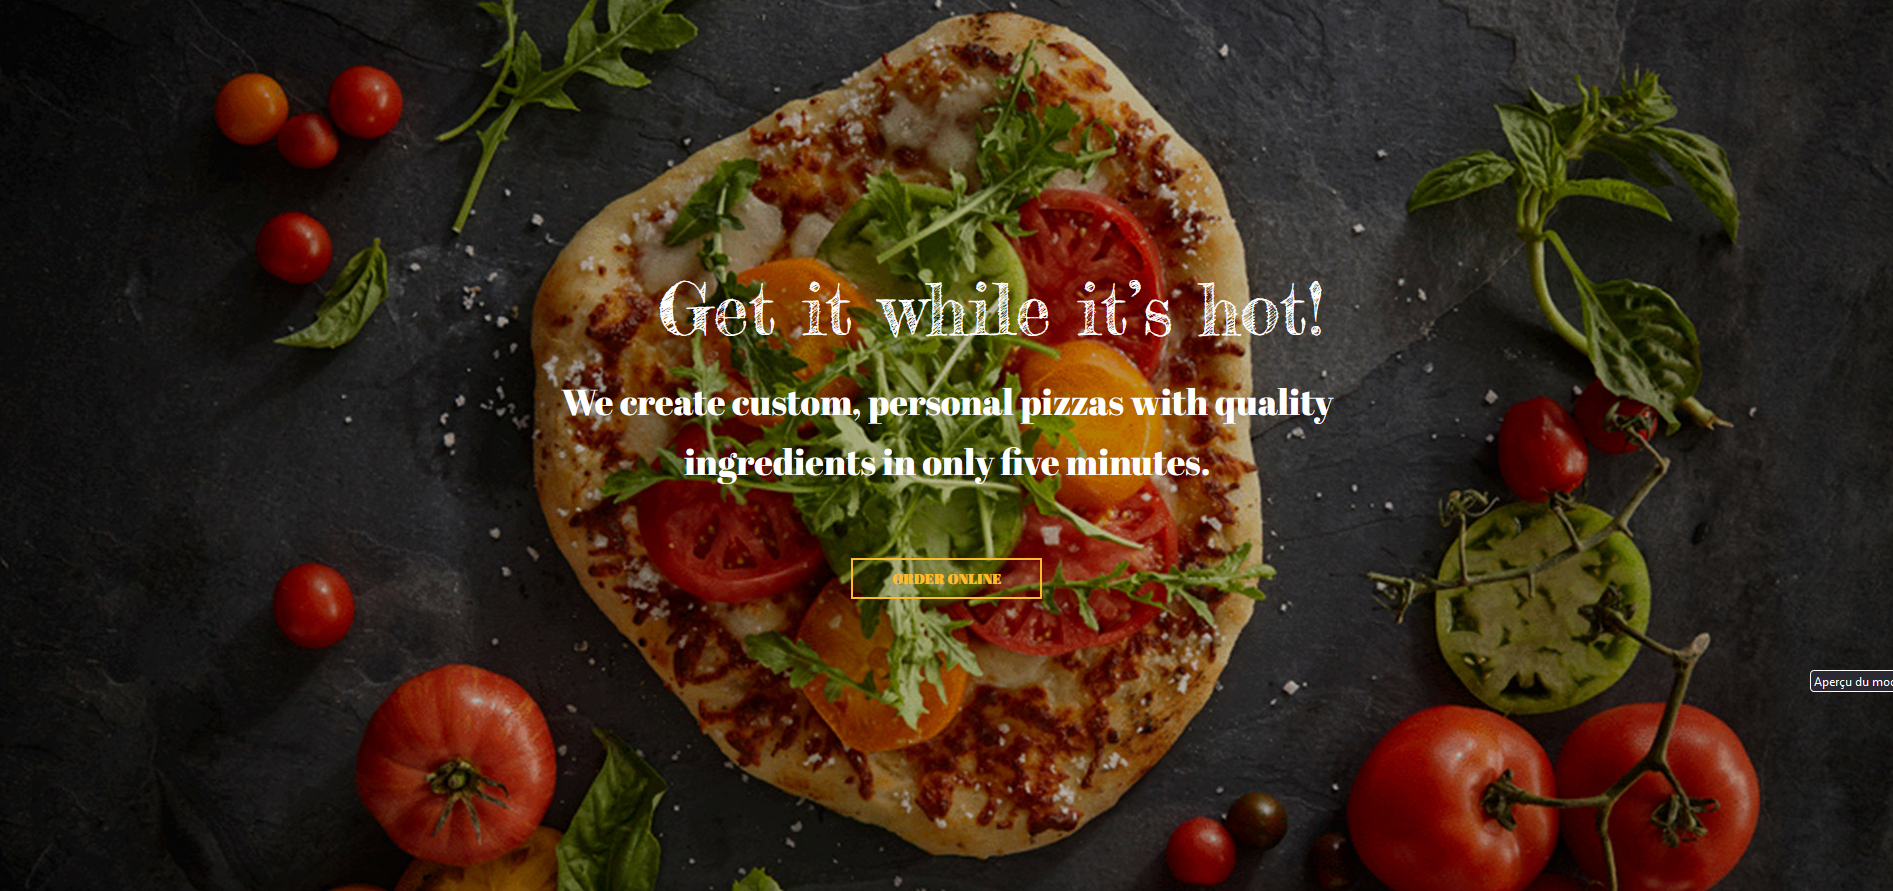 Get it while it's hot!
We create custom, personal pizzas with quality
ingredients in only five minutes.
ORDER ONLINE
Aperçu du